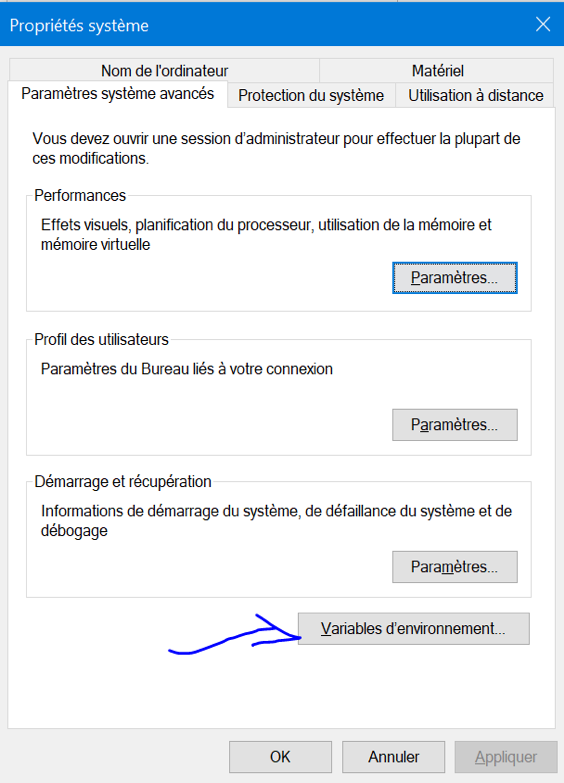 Propriétés système
Nom de l'ordinateur
Matériel
Paramètres système avancés
Protection du système
Utilisation à distance
Vous devez ouvrir une session d'administrateur pour effectuer la plupart de
ces modifications.
Performances
Effets visuels, planification du processeur, utilisation de la mémoire et
mémoire virtuelle
Paramètres...
Profil des utilisateurs
Paramètres du Bureau liés à votre connexion
Paramètres...
Démarrage et récupération
Informations de démarrage du système, de défaillance du système et de
débogage
Paramètres...
Variables d'environnement...
OK
Annuler
Appliquer